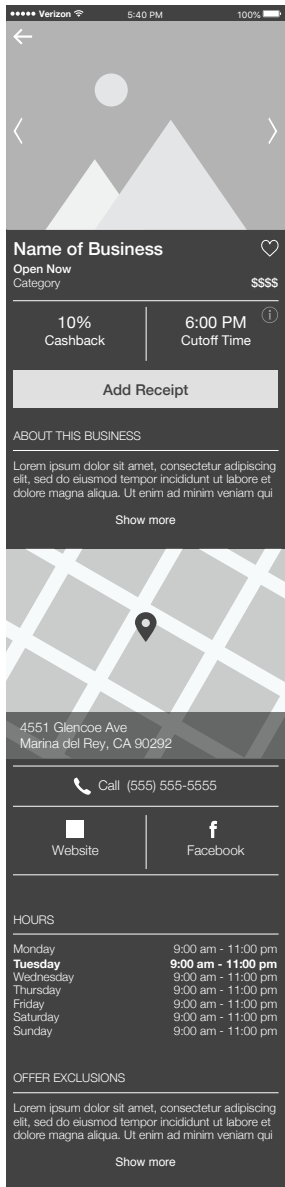 Verizon 5:40 PM 100%
Name of Business
Open Now
Category $$$$
10% 6:00 PM
Cashback Cutoff Time
Add Receipt
ABOUT THIS BUSINESS
Lorem ipsum dolor sit amet, consectetur adipiscing
elit, sed do eiusmod tempor incididunt ut labore et
dolore magna aliqua. Ut enim ad minim veniam qui
Show more
4551 Glencoe Ave
Marina del Rey, CA 90292
Call (555) 555-5555
Website Facebook
HOURS
Monday 9:00 am - 11:00 pm
Tuesday 9:00 am - 11:00 pm
Wednesday 9:00 am - 11:00 pm
Thursday 9:00 am - 11:00 pm
Friday 9:00 am - 11:00 pm
Saturday 9:00 am - 11:00 pm
Sunday 9:00 am - 11:00 pm
OFFER EXCLUSIONS
Lorem ipsum dolor sit amet, consectetur adipiscing
elit, sed do eiusmod tempor incididunt ut labore et
dolore magna aliqua. Ut enim ad minim veniam qui
Show more